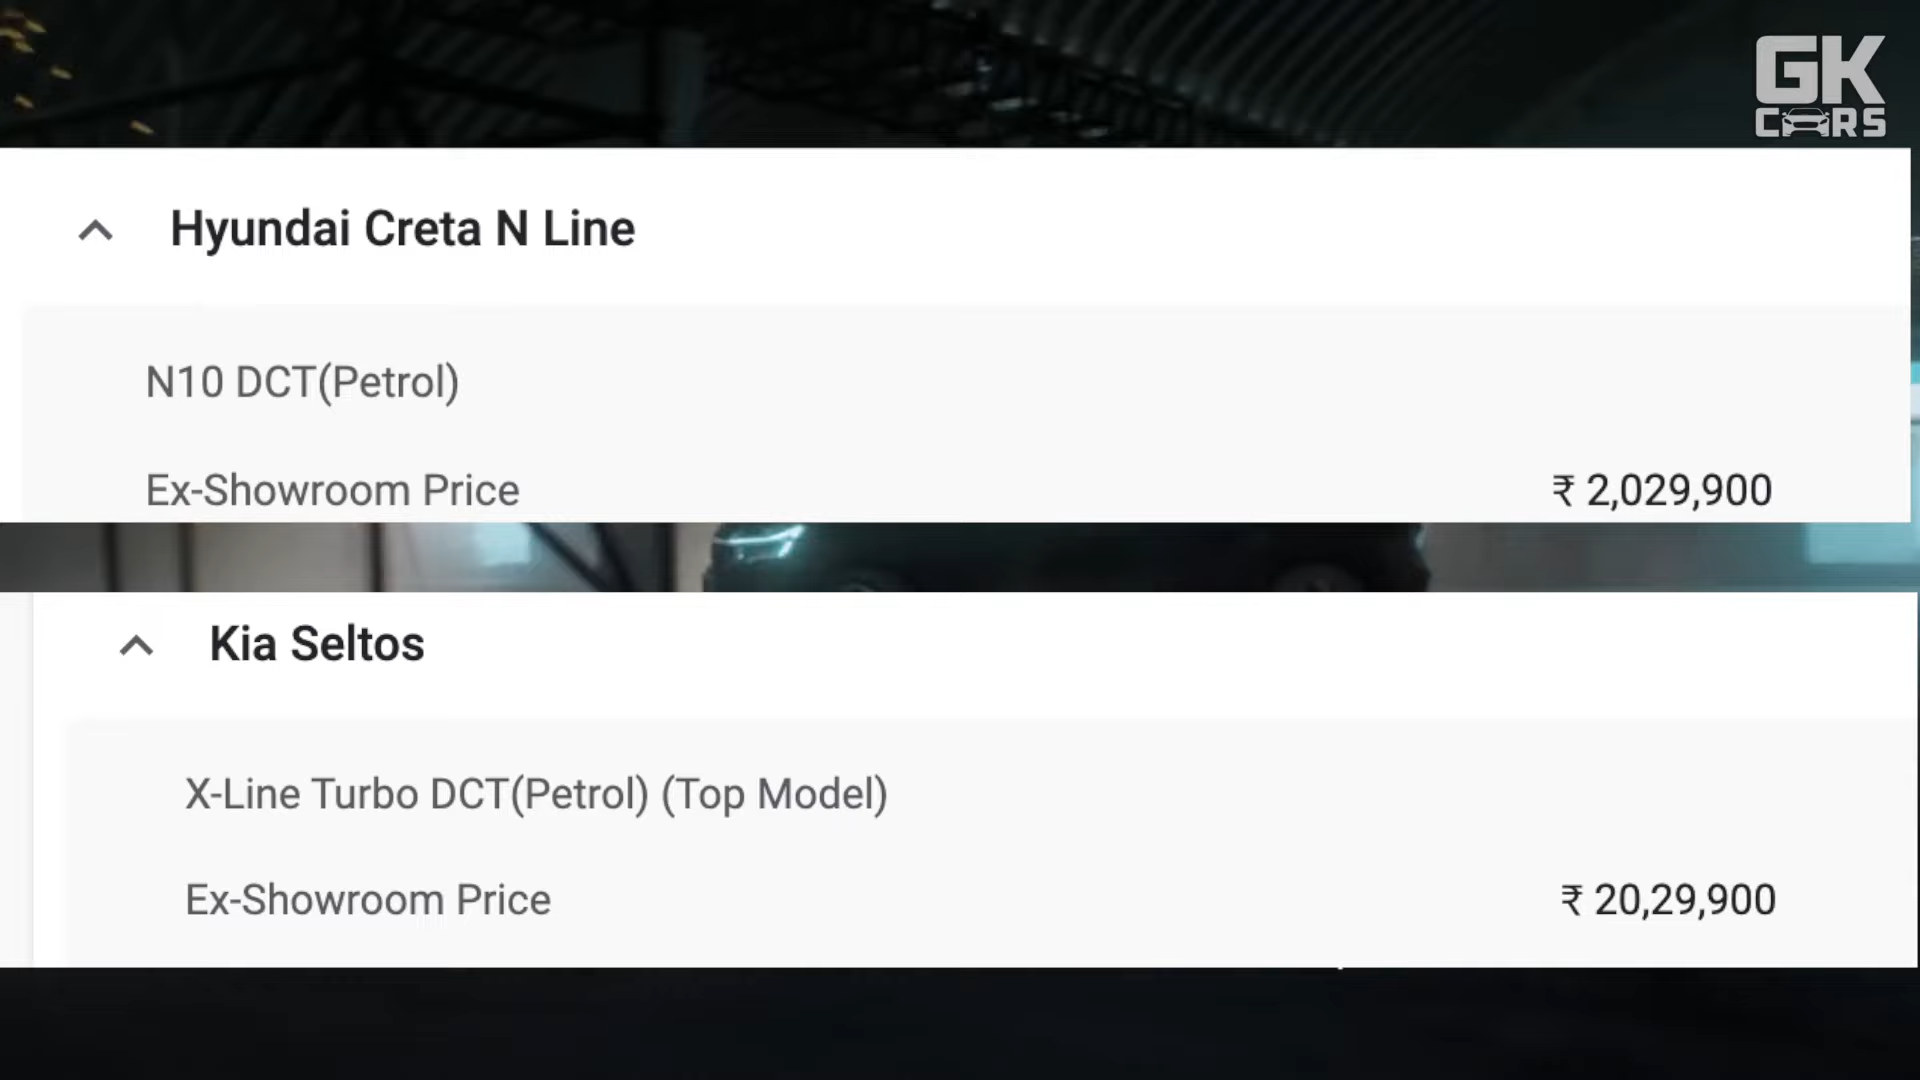 GK
CARS
Hyundai Creta N Line
N10 DCT(Petrol)
Ex-Showroom Price ₹ 2,029,900
Kia Seltos
X-Line Turbo DCT(Petrol) (Top Model)
Ex-Showroom Price ₹ 20,29,900